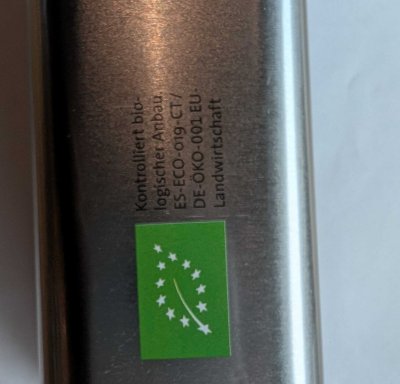 Kontrolliert bio-
logischer Anbau.
ES-ECO-019-CT/
DE-ÖKO-001 EU-
Landwirtschaft